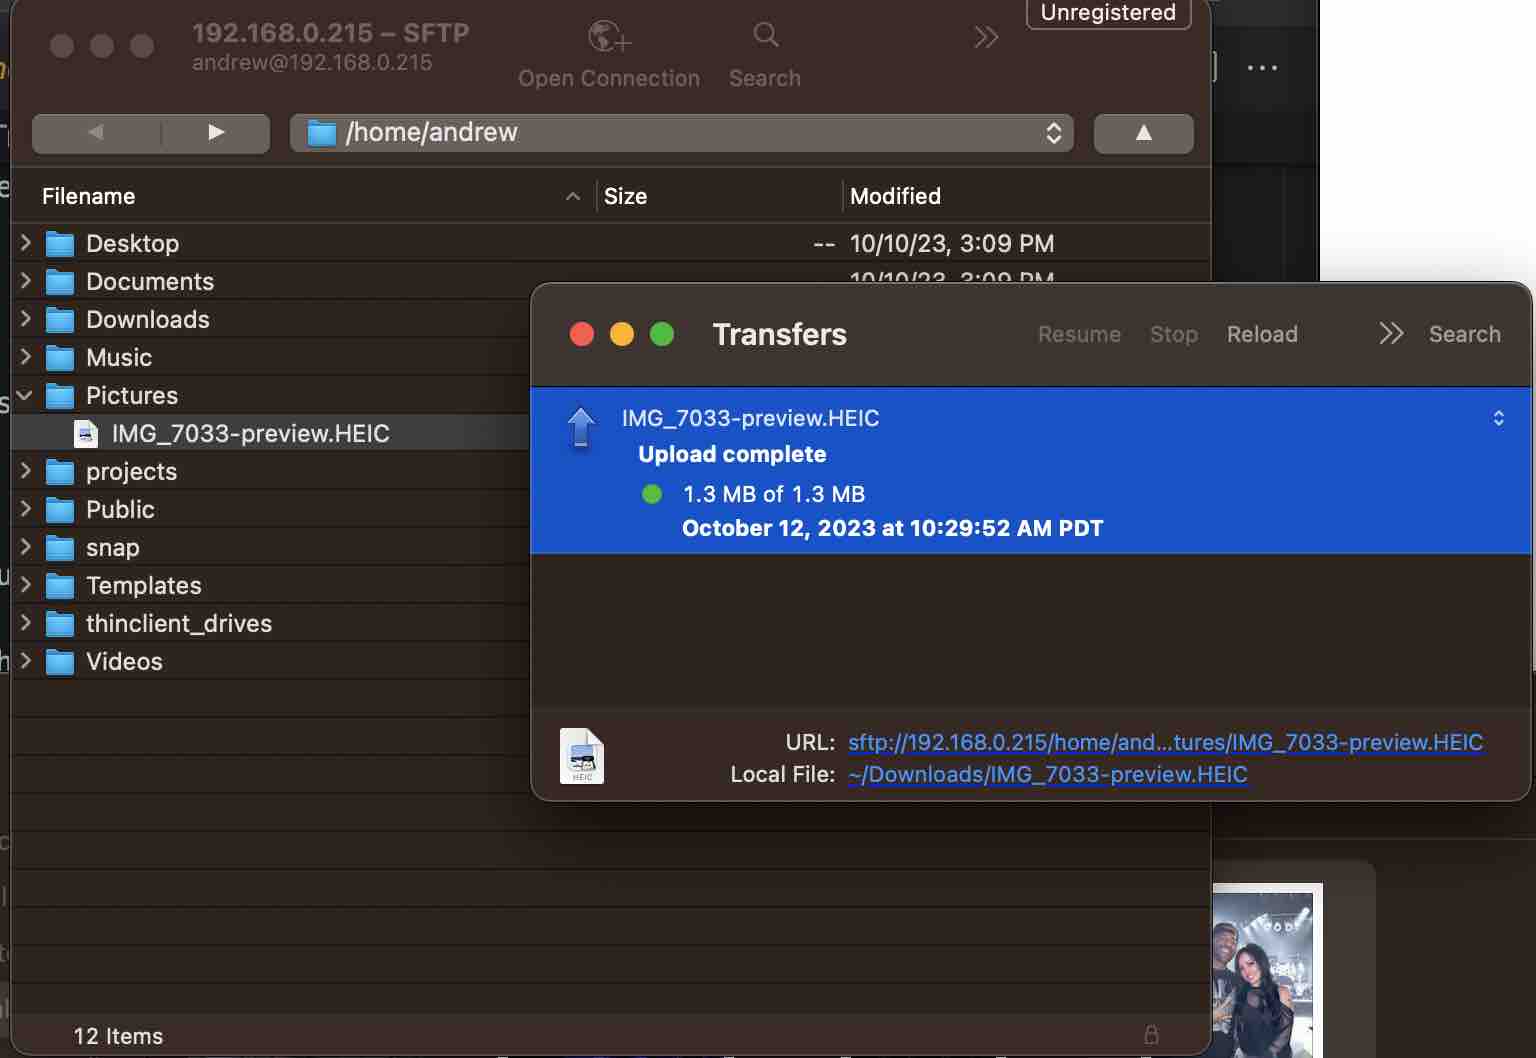 Unregistered
192.168.0.215 – SFTP
andrew@192.168.0.215
Open Connection
Search
/home/andrew
Filename
Size
Modified
Desktop
-- 10/10/23, 3:09 PM
Documents
10/10/23, 3:09 PM
Downloads
Music
Pictures
IMG_7033-preview.HEIC
projects
Public
snap
Templates
thinclient_drives
Videos
12 Items
Transfers
Resume
Stop
Reload
Search
IMG_7033-preview.HEIC
Upload complete
1.3 MB of 1.3 MB
October 12, 2023 at 10:29:52 AM PDT
HEIC
URL: sftp://192.168.0.215/home/and...tures/IMG_7033-preview.HEIC
Local File: ~/Downloads/IMG_7033-preview.HEIC